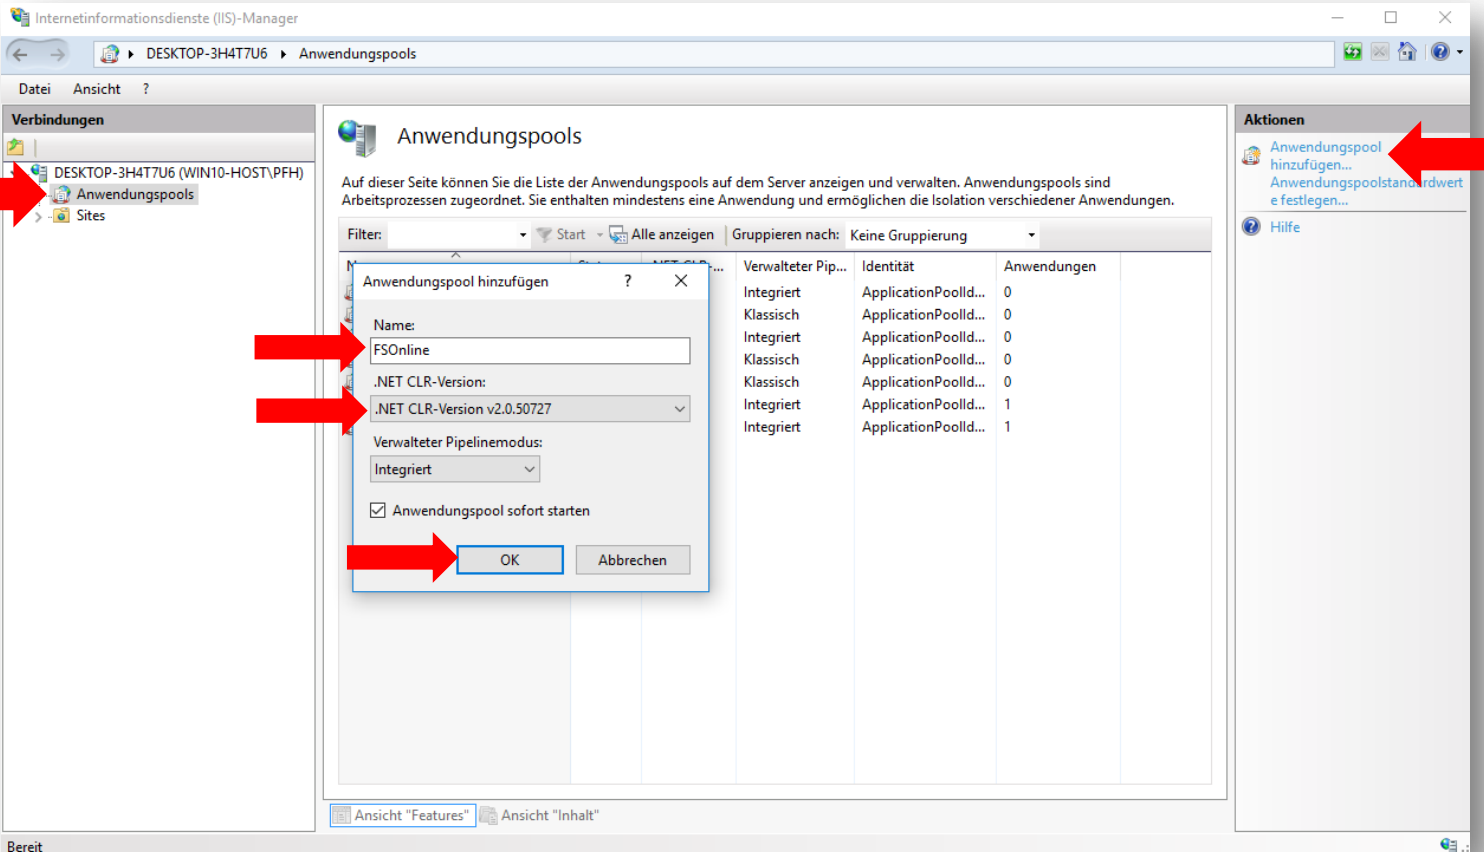 Internetinformationsdienste (IIS)-Manager
DESKTOP-3H4T7U6 Anwendungspools
Datei Ansicht ?
Verbindungen
DESKTOP-3H4T7U6 (WIN10-HOST\PFH)
Anwendungspools
Sites
Anwendungspools
Auf dieser Seite können Sie die Liste der Anwendungspools auf dem Server anzeigen und verwalten. Anwendungspools sind
Arbeitsprozessen zugeordnet. Sie enthalten mindestens eine Anwendung und ermöglichen die Isolation verschiedener Anwendungen.
Filter: Start Alle anzeigen Gruppieren nach: Keine Gruppierung
Verwalteter Pip... Identität Anwendungen
Integriert ApplicationPoolId... 0
Klassisch ApplicationPoolId... 0
Integriert ApplicationPoolId... 0
Klassisch ApplicationPoolId... 0
Klassisch ApplicationPoolId... 0
Integriert ApplicationPoolId... 1
Integriert ApplicationPoolId... 1
Anwendungspool hinzufügen ?
Name:
FSOnline
.NET CLR-Version:
.NET CLR-Version v2.0.50727
Verwalteter Pipelinemodus:
Integriert
Anwendungspool sofort starten
OK Abbrechen
Ansicht "Features" Ansicht "Inhalt"
Aktionen
Anwendungspool
hinzufügen...
Anwendungspoolstandardwert
e festlegen...
Hilfe
Bereit